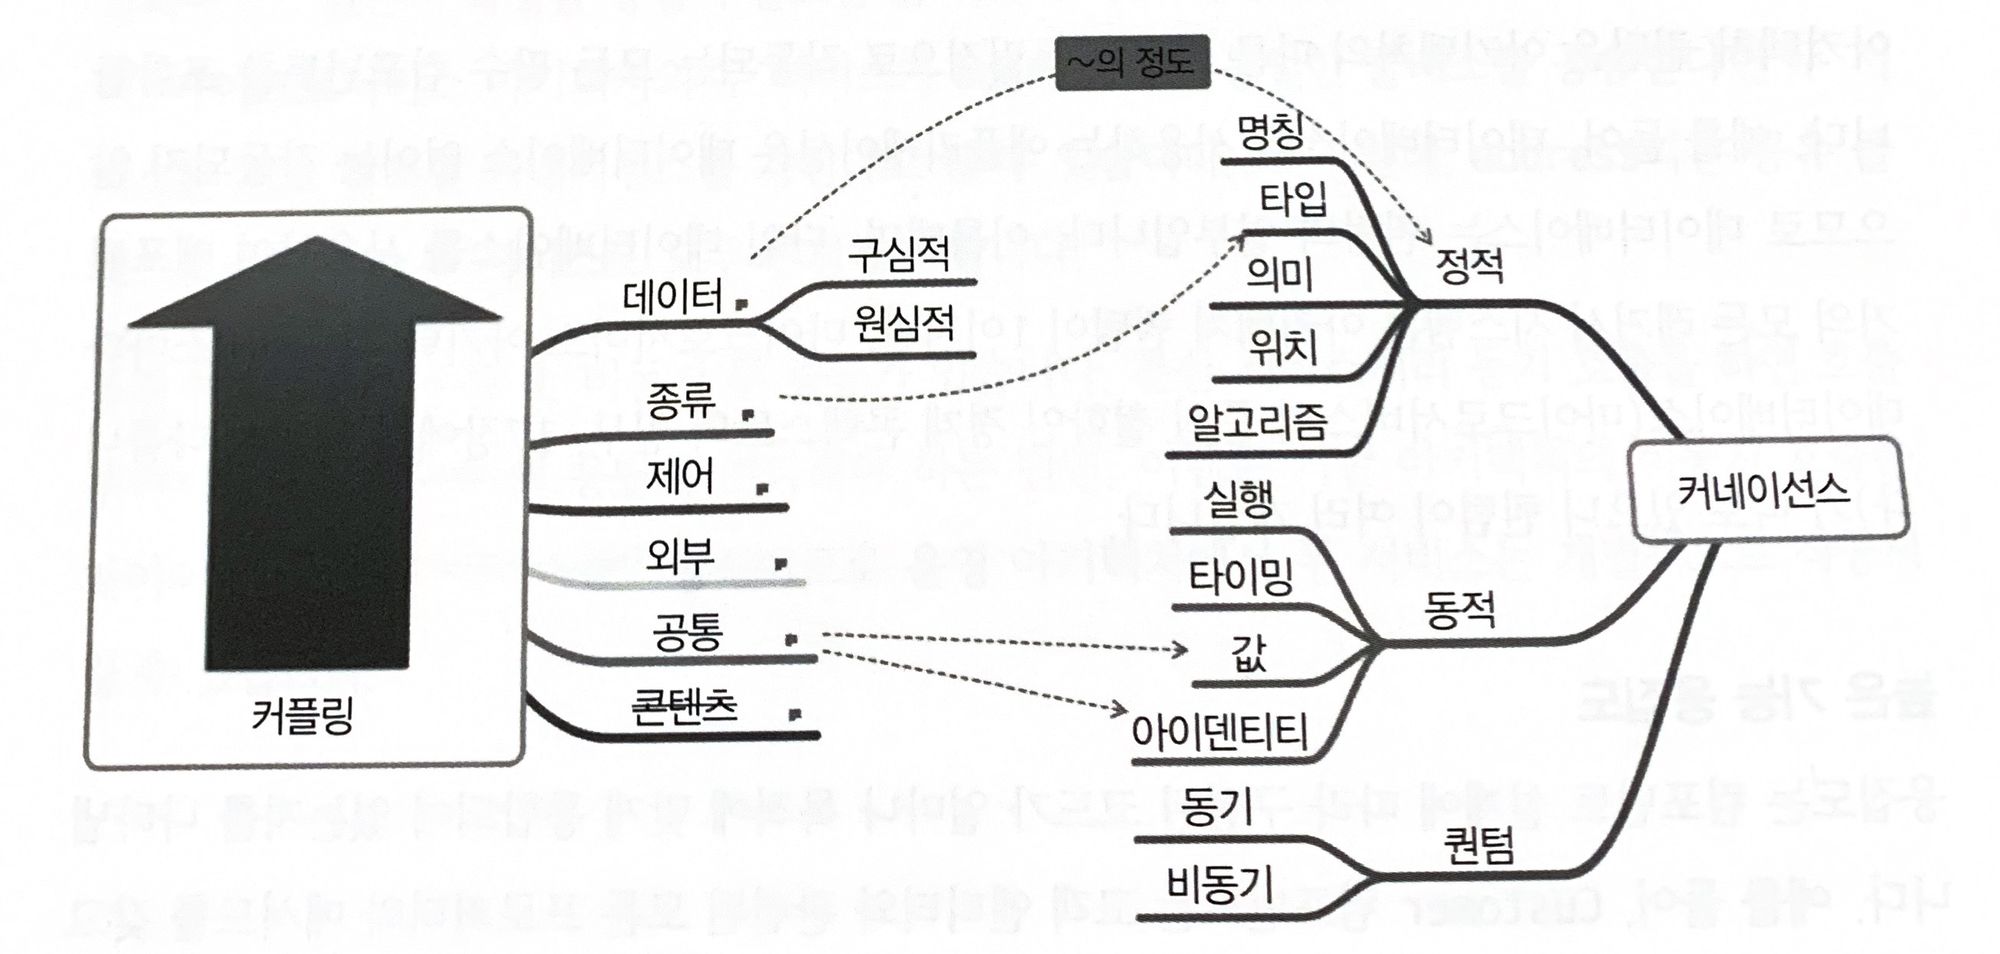 ~의 정도
명칭
타입
의미
위치
알고리즘
정적
구심적
데이터
원심적
종류
제어
외부
공통
콘텐츠
커플링
실행
타이밍
값
아이덴티티
동적
커네이선스
동기
비동기
퀀텀